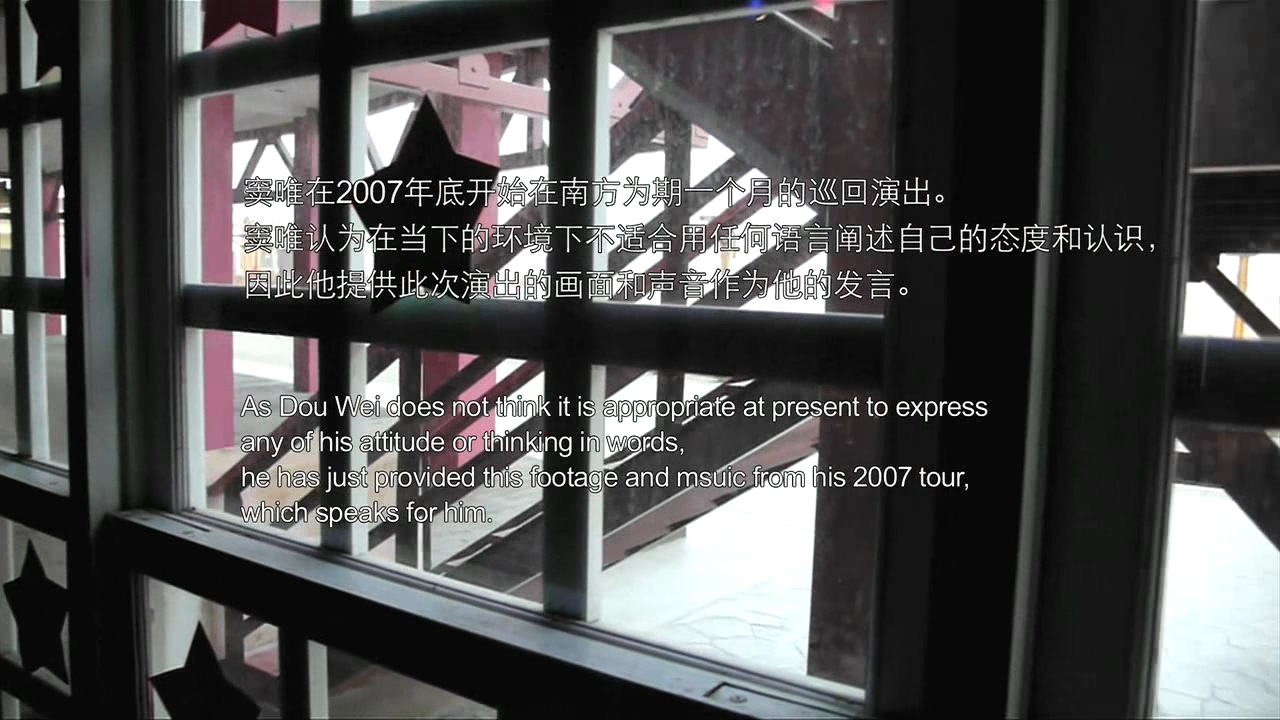 窦唯在2007年底开始在南方为期一个月的巡回演出。
窦唯认为在当下的环境下不适合用任何语言阐述自己的态度和认识，
因此他提供此次演出的画面和声音作为他的发言。
As Dou Wei does not think it is appropriate at present to express
any of his attitude or thinking in words,
he has just provided this footage and msuic from his 2007 tour,
which speaks for him.